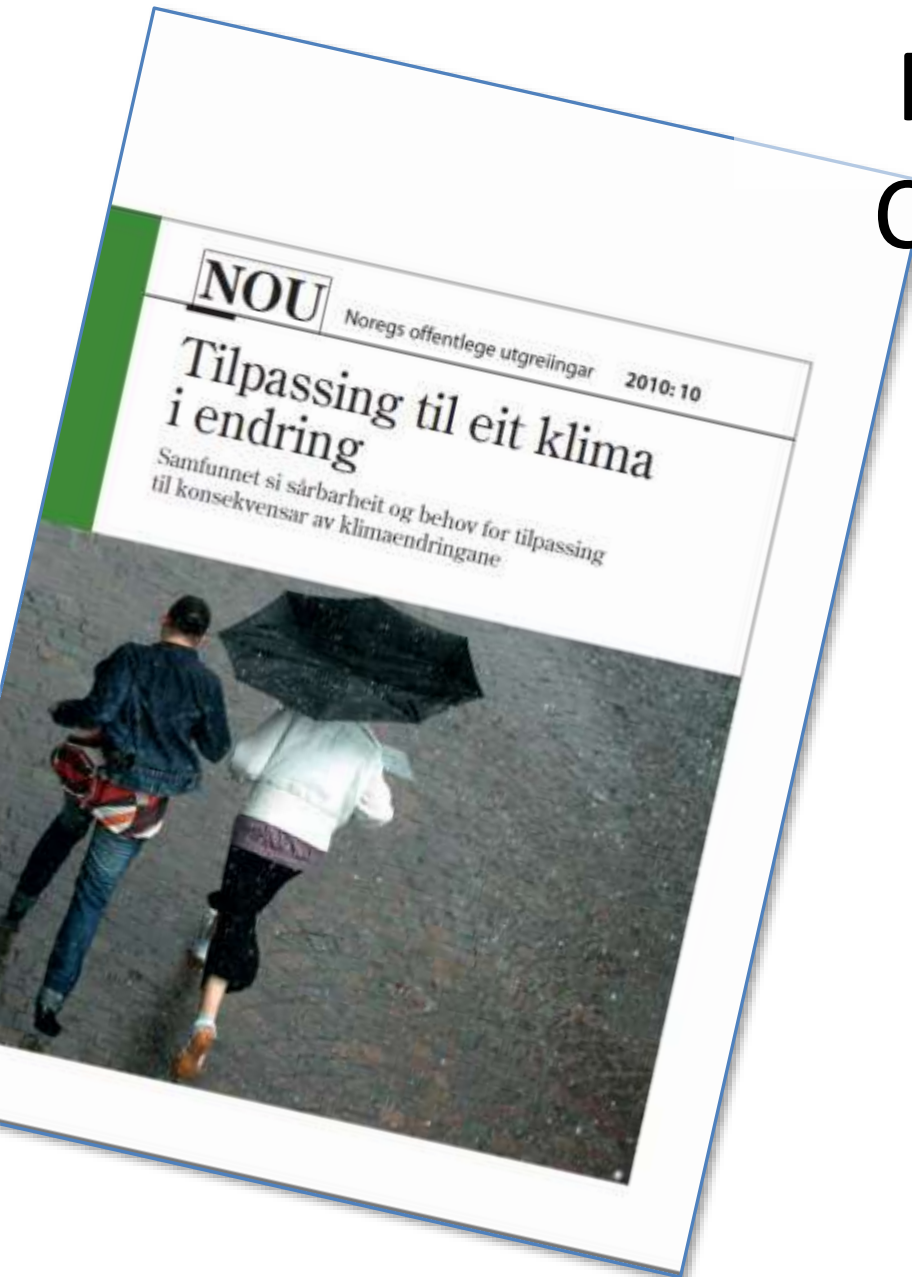 NOU
Noregs offentlege utgreiingar 2010: 10
Tilpassing til eit klima
i endring
Samfunnet si sårbarheit og behov for tilpassing
til konsekvensar av klimaendringane